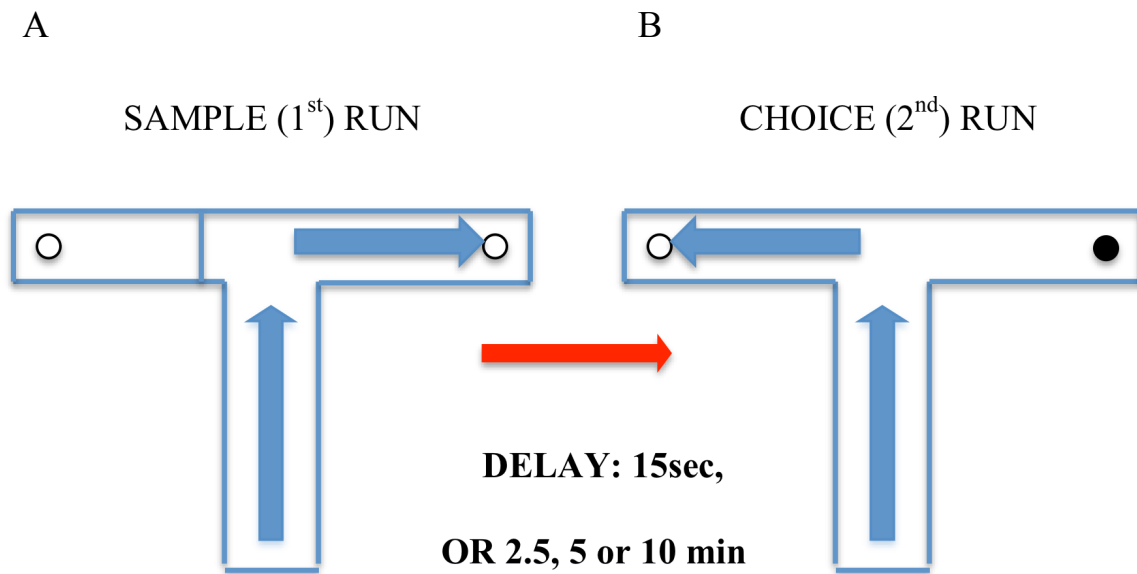 A
B
SAMPLE (1st) RUN
CHOICE (2nd) RUN
DELAY: 15sec,
OR 2.5, 5 or 10 min